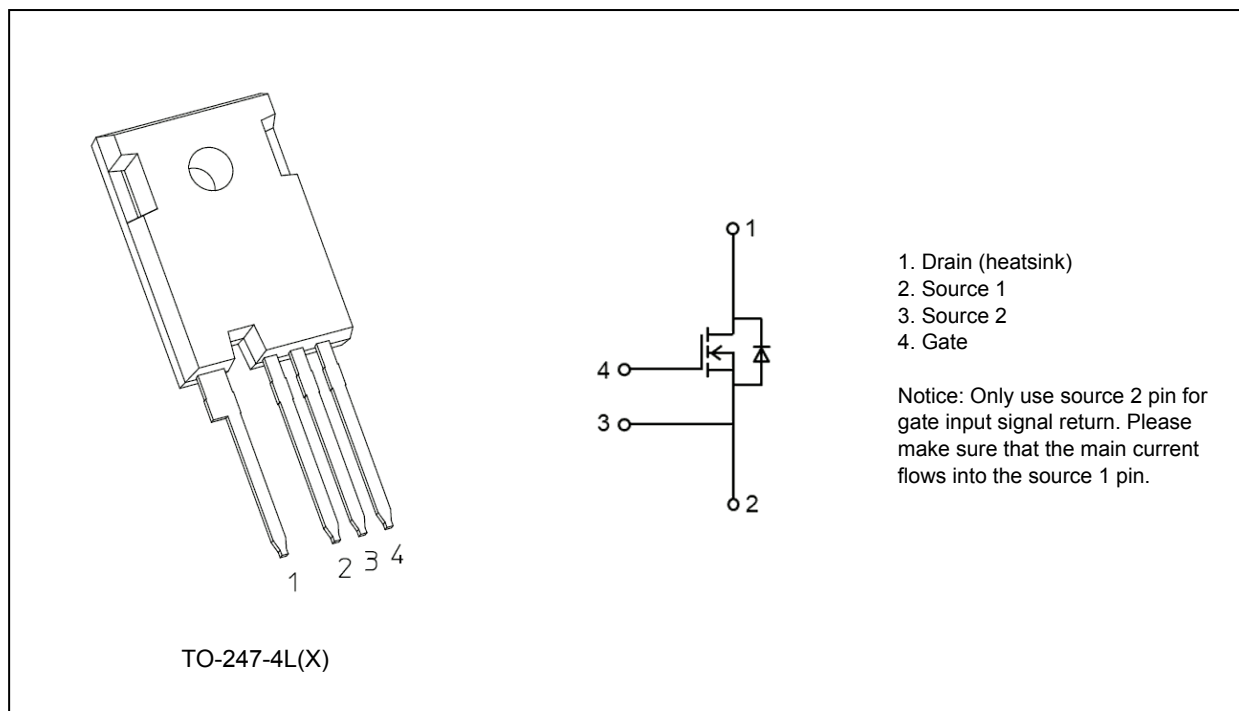 1
2
3
4
TO-247-4L(X)
1
4
3
2
1. Drain (heatsink)
2. Source 1
3. Source 2
4. Gate
Notice: Only use source 2 pin for
gate input signal return. Please
make sure that the main current
flows into the source 1 pin.